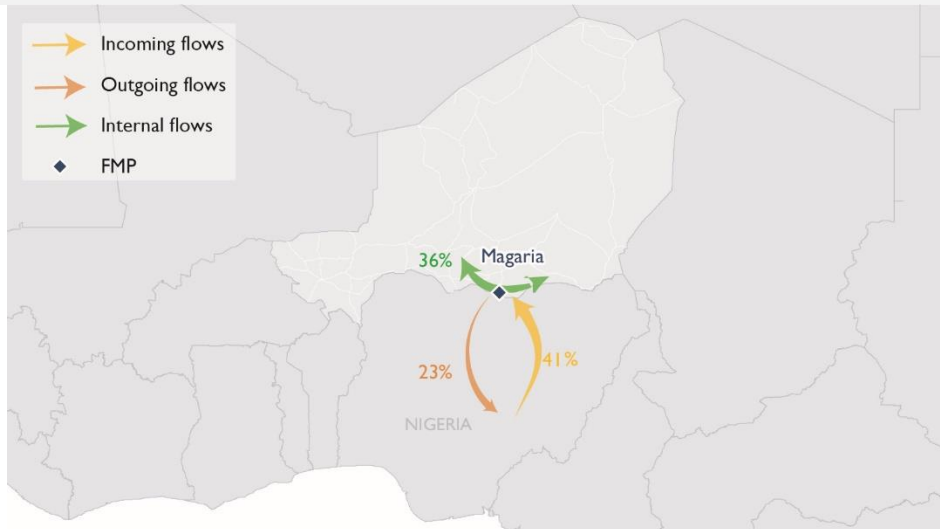 Incoming flows
Outgoing flows
Internal flows
FMP
36%
Magaria
23%
41%
NIGERIA